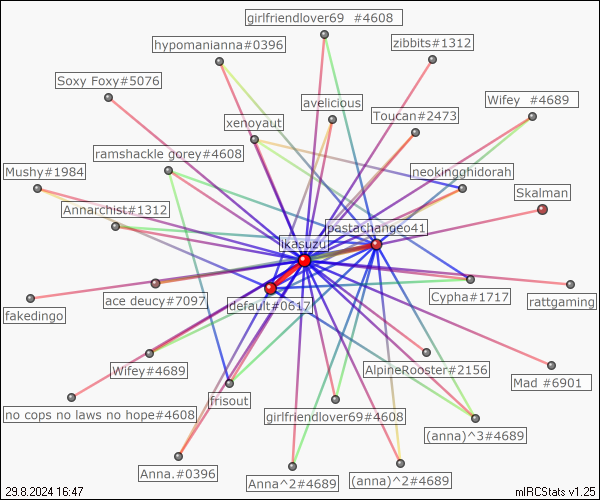 girlfriendlover69  #4608
hypomanianna#0396
zibbits#1312
Soxy Foxy#5076
avelicious
Wifey  #4689
Toucan#2473
xenoyaut
ramshackle gorey#4608
neokingghidorah
Mushy#1984
Skalman
Annarchist#1312
pastachangeo41
ikasuzu
Cypha#1717
rattgaming
ace deucy#7097
default#0617
fakedingo
Wifey#4689
AlpineRooster#2156
Mad  #6901
frisout
no cops no laws no hope#4608
girlfriendlover69#4608
(anna)^3#4689
Anna.#0396
Anna^2#4689
(anna)^2#4689
29.8.2024 16:47
mIRCStats v1.25